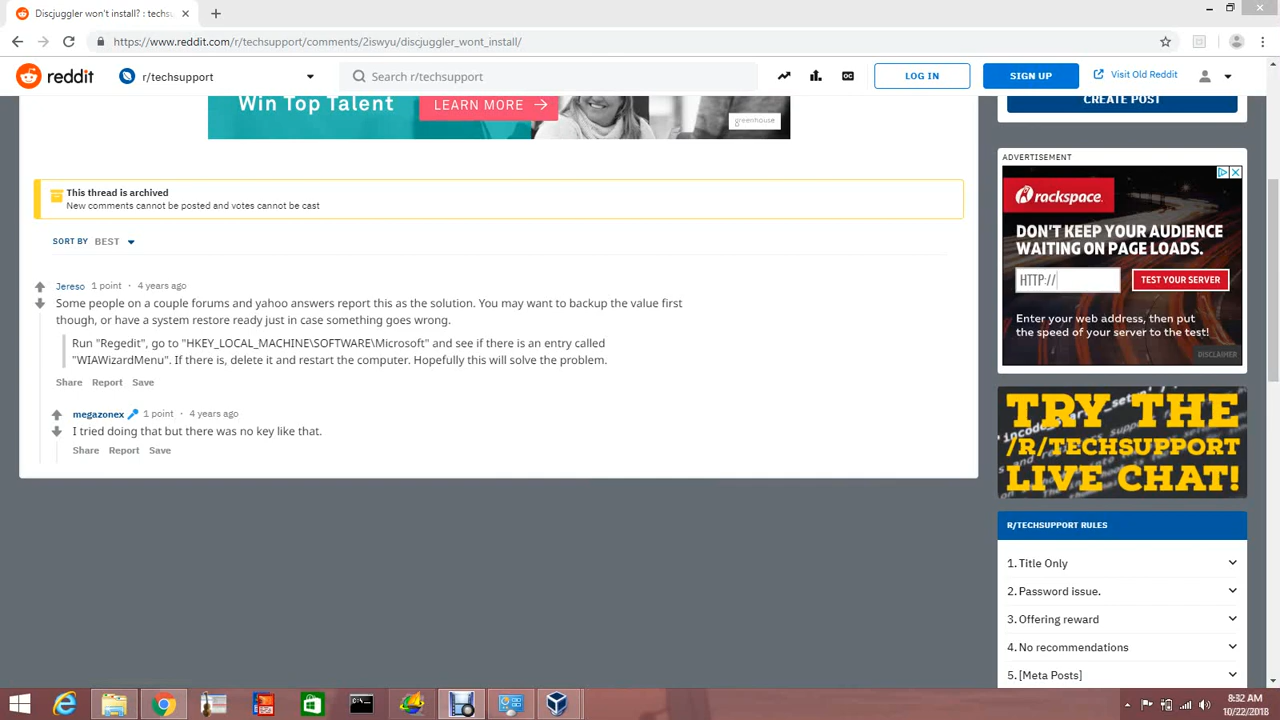 Discjuggler won't install? : techsu
https://www.reddit.com/r/techsupport/comments/2iswyu/discjuggler_wont_install/
reddit
r/techsupport
Search r/techsupport
LOG IN
SIGN UP
Visit Old Reddit
Win Top Talent
LEARN MORE
greenhouse
CREATE POST
This thread is archived
New comments cannot be posted and votes cannot be cast
SORT BY BEST
Jereso 1 point · 4 years ago
Some people on a couple forums and yahoo answers report this as the solution. You may want to backup the value first
though, or have a system restore ready just in case something goes wrong.
Run "Regedit", go to "HKEY_LOCAL_MACHINE\SOFTWARE\Microsoft" and see if there is an entry called
"WIAWizardMenu". If there is, delete it and restart the computer. Hopefully this will solve the problem.
Share Report Save
megazonex 1 point · 4 years ago
I tried doing that but there was no key like that.
Share Report Save
ADVERTISEMENT
rackspace.
DON'T KEEP YOUR AUDIENCE
WAITING ON PAGE LOADS.
HTTP://
TEST YOUR SERVER
Enter your web address, then put
the speed of your server to the test!
DISCLAIMER
TRY THE
/R/TECHSUPPORT
LIVE CHAT!
R/TECHSUPPORT RULES
1. Title Only
2. Password issue.
3. Offering reward
4. No recommendations
5. [Meta Posts]
8:32 AM
10/22/2018